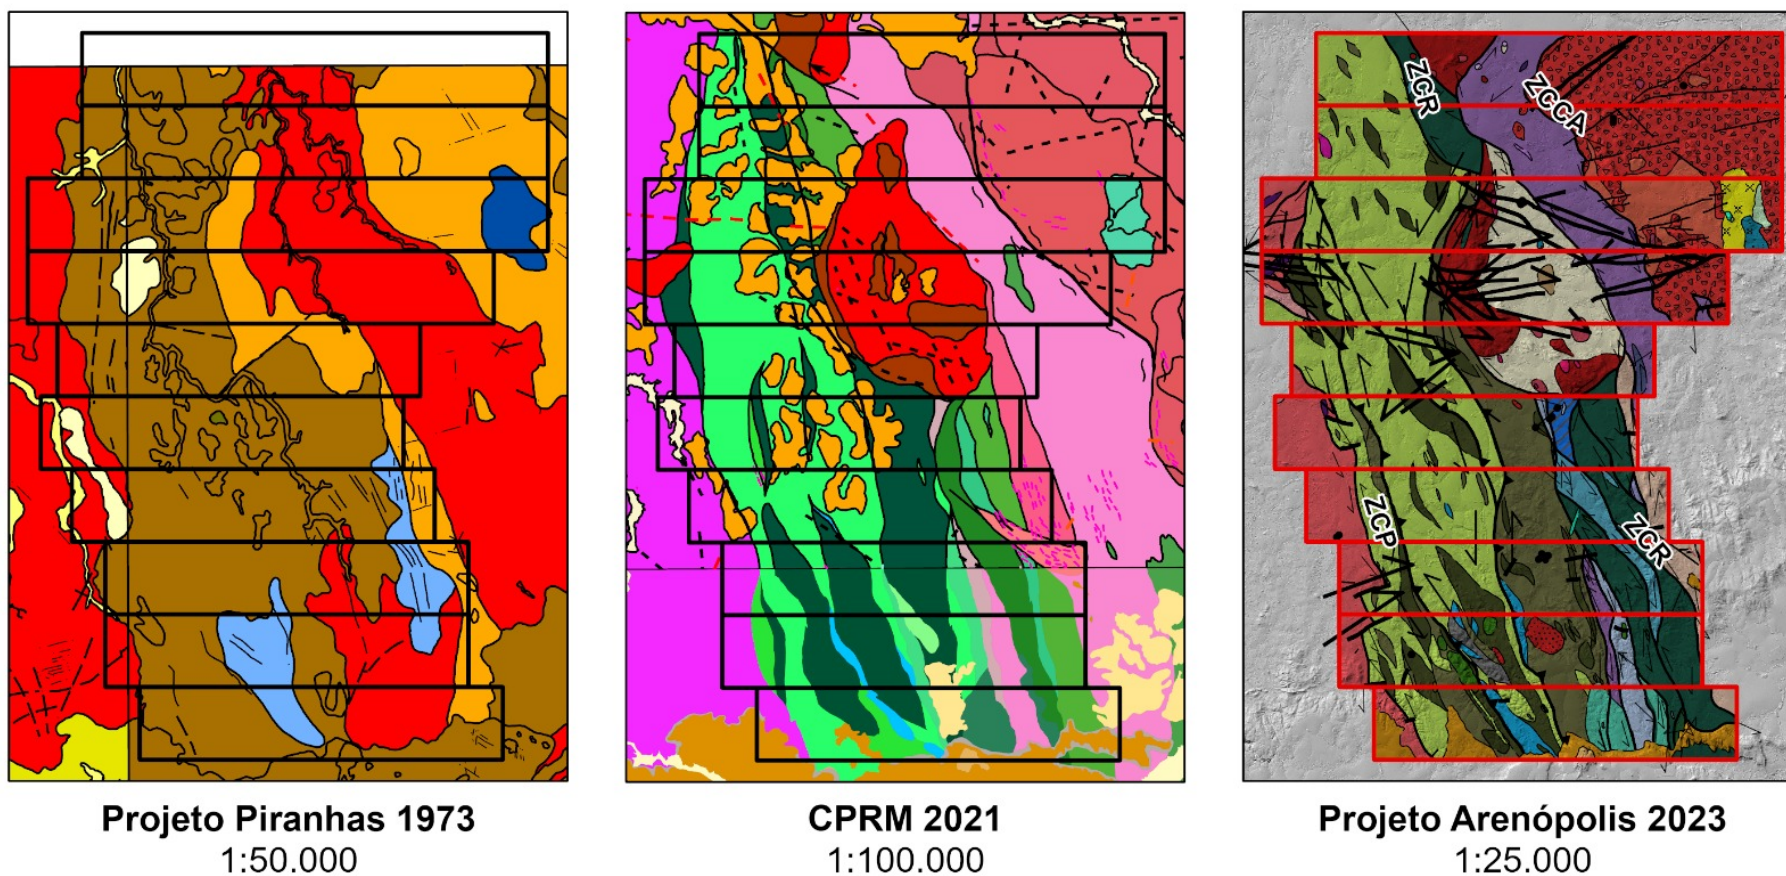 ZCR
ZCCA
ZCP
ZCR
Projeto Piranhas 1973
1:50.000
CPRM 2021
1:100.000
Projeto Arenópolis 2023
1:25.000